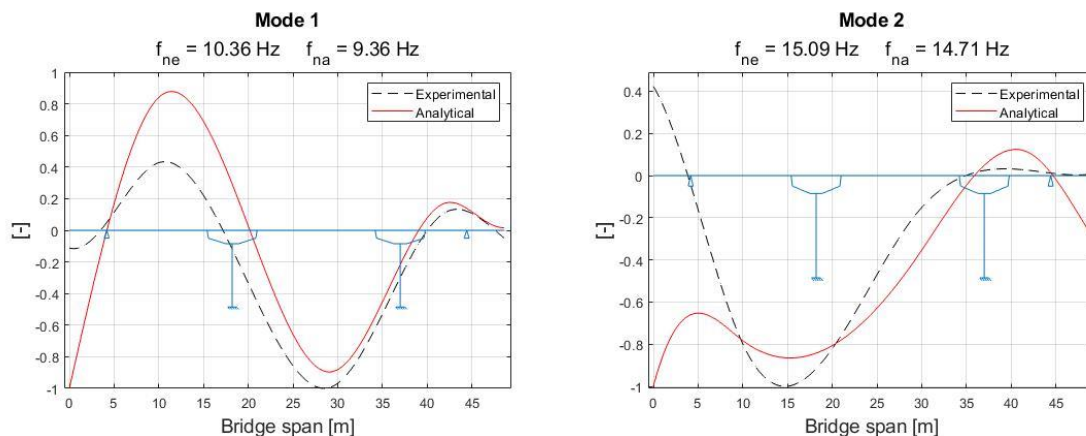 Mode 1
f_ne = 10.36 Hz f_na = 9.36 Hz
1
0.8
0.6
0.4
0.2
0
-0.2
-0.4
-0.6
-0.8
-1
[-]
Experimental
Analytical
0 5 10 15 20 25 30 35 40 45
Bridge span [m]
Mode 2
f_ne = 15.09 Hz f_na = 14.71 Hz
0.4
0.2
0
-0.2
-0.4
-0.6
-0.8
-1
[-]
Experimental
Analytical
0 5 10 15 20 25 30 35 40 45
Bridge span [m]